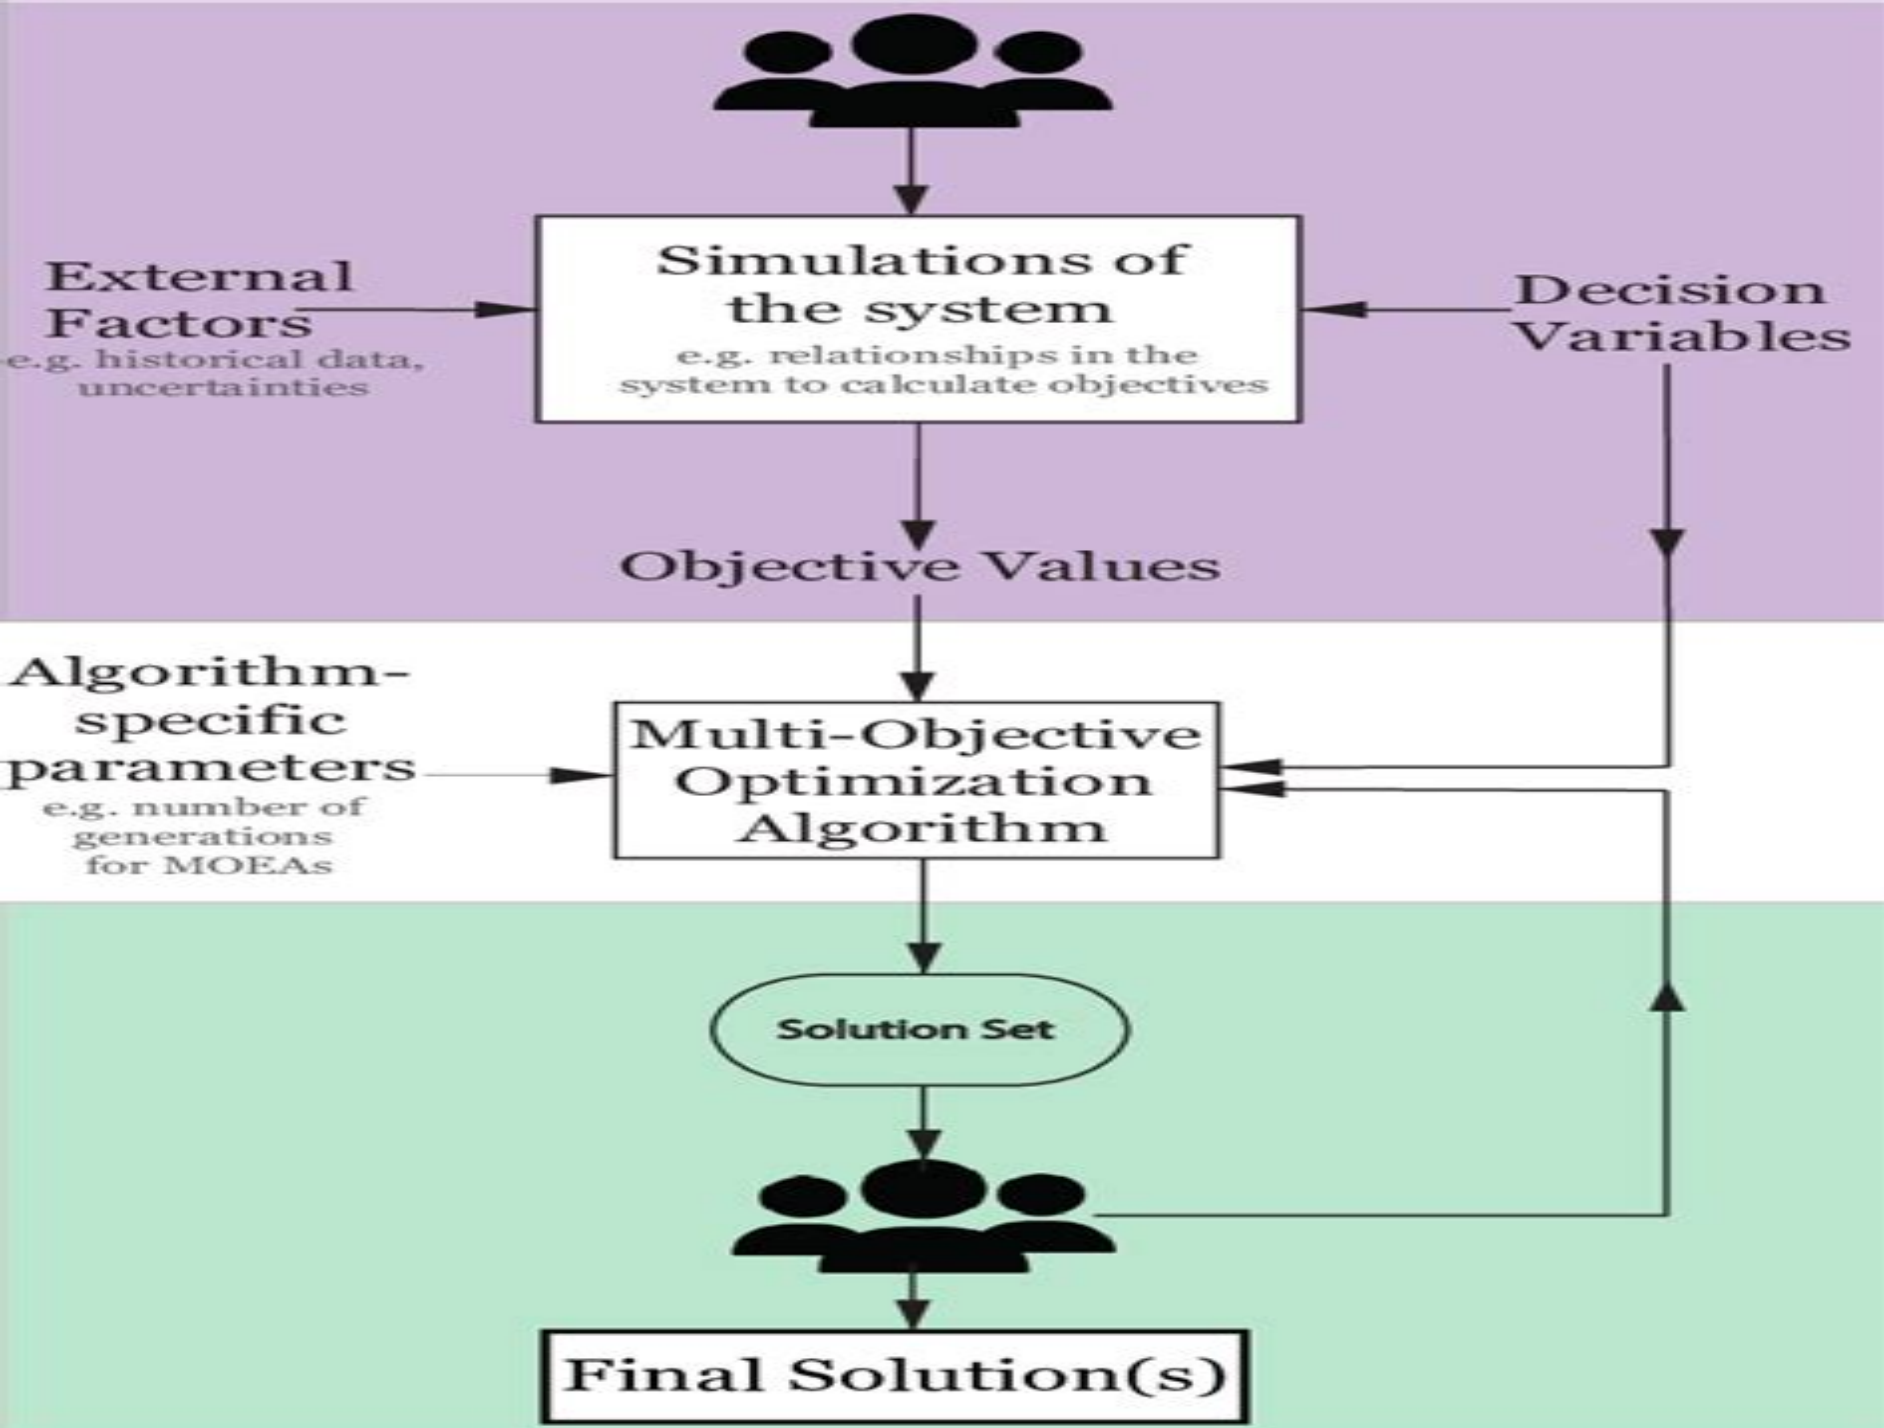 External
Factors
e.g. historical data,
uncertainties
Simulations of
the system
e.g. relationships in the
system to calculate objectives
Decision
Variables
Objective Values
Algorithm-
specific
parameters
e.g. number of
generations
for MOEAs
Multi-Objective
Optimization
Algorithm
Solution Set
Final Solution(s)